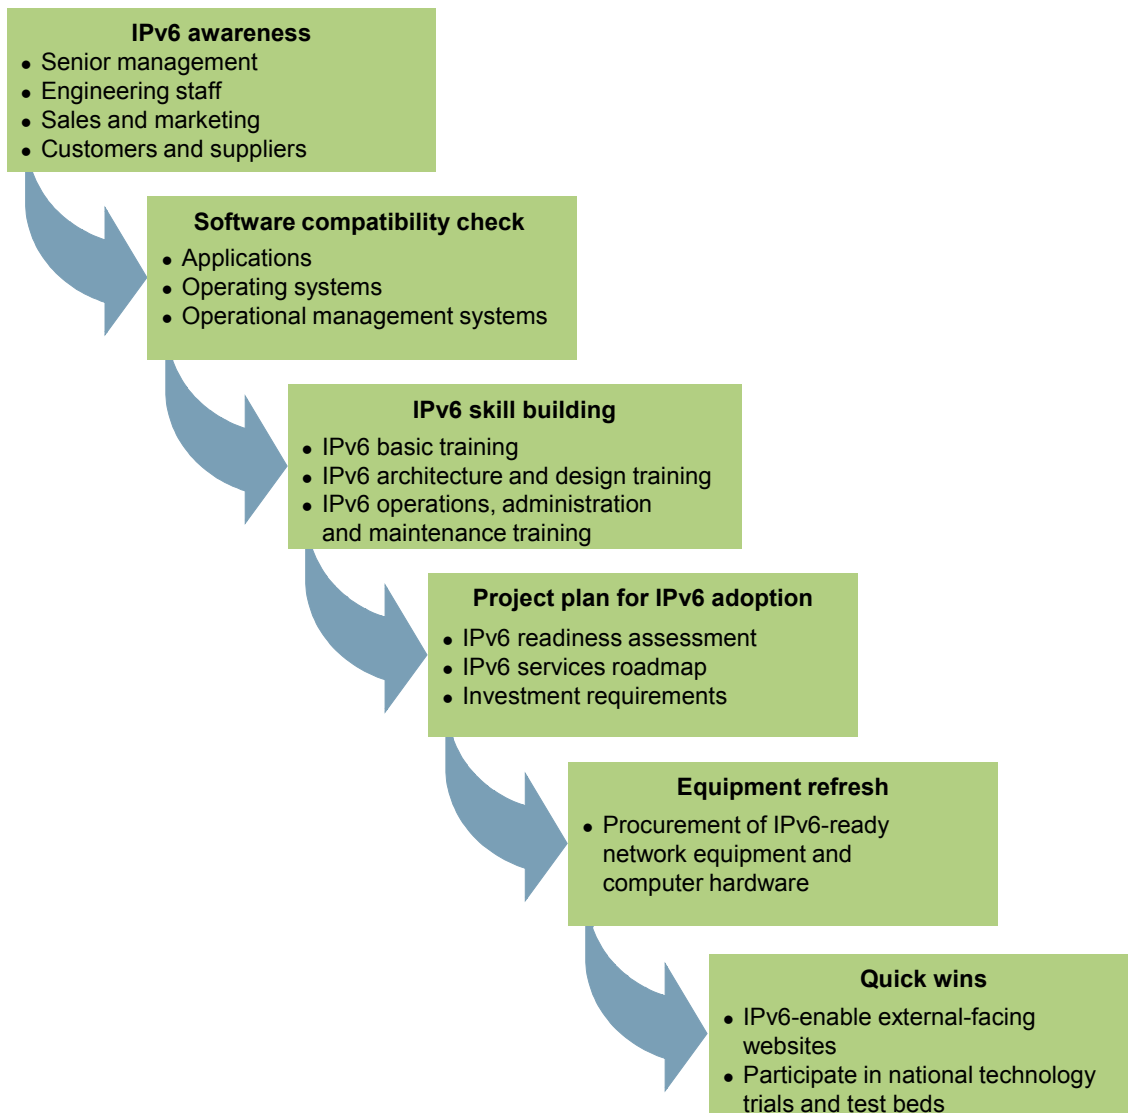 IPv6 awareness
• Senior management
• Engineering staff
• Sales and marketing
• Customers and suppliers
Software compatibility check
• Applications
• Operating systems
• Operational management systems
IPv6 skill building
• IPv6 basic training
• IPv6 architecture and design training
• IPv6 operations, administration
and maintenance training
Project plan for IPv6 adoption
• IPv6 readiness assessment
• IPv6 services roadmap
• Investment requirements
Equipment refresh
• Procurement of IPv6-ready
network equipment and
computer hardware
Quick wins
• IPv6-enable external-facing
websites
• Participate in national technology
trials and test beds